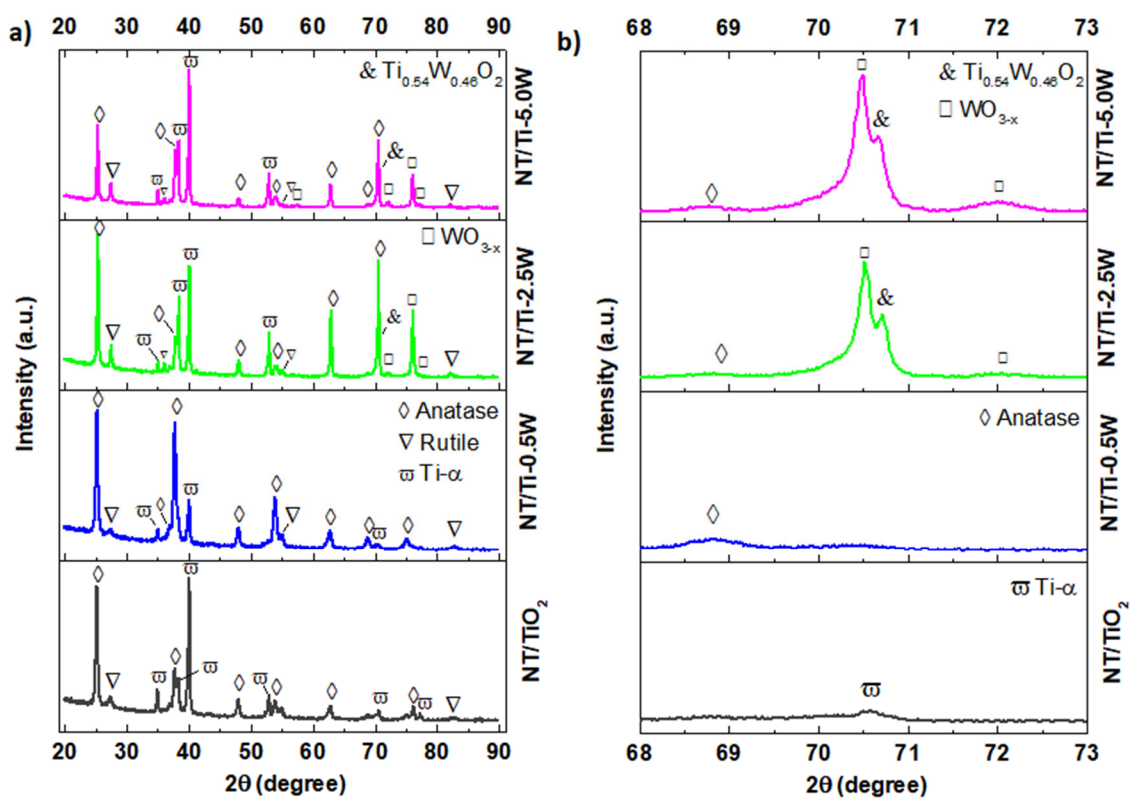 a)
20 30 40 50 60 70 80 90
& Ti0.54W0.46O2
NT/Ti-5.0W
□ WO3-x
NT/Ti-2.5W
◊ Anatase
∇ Rutile
ϖ Ti-α
NT/Ti-0.5W
NT/TiO2
Intensity (a.u.)
20 30 40 50 60 70 80 90
2θ (degree)
b)
68 69 70 71 72 73
& Ti0.54W0.46O2
□ WO3-x
NT/Ti-5.0W
NT/Ti-2.5W
◊ Anatase
NT/Ti-0.5W
ϖ Ti-α
NT/TiO2
Intensity (a.u.)
68 69 70 71 72 73
2θ (degree)